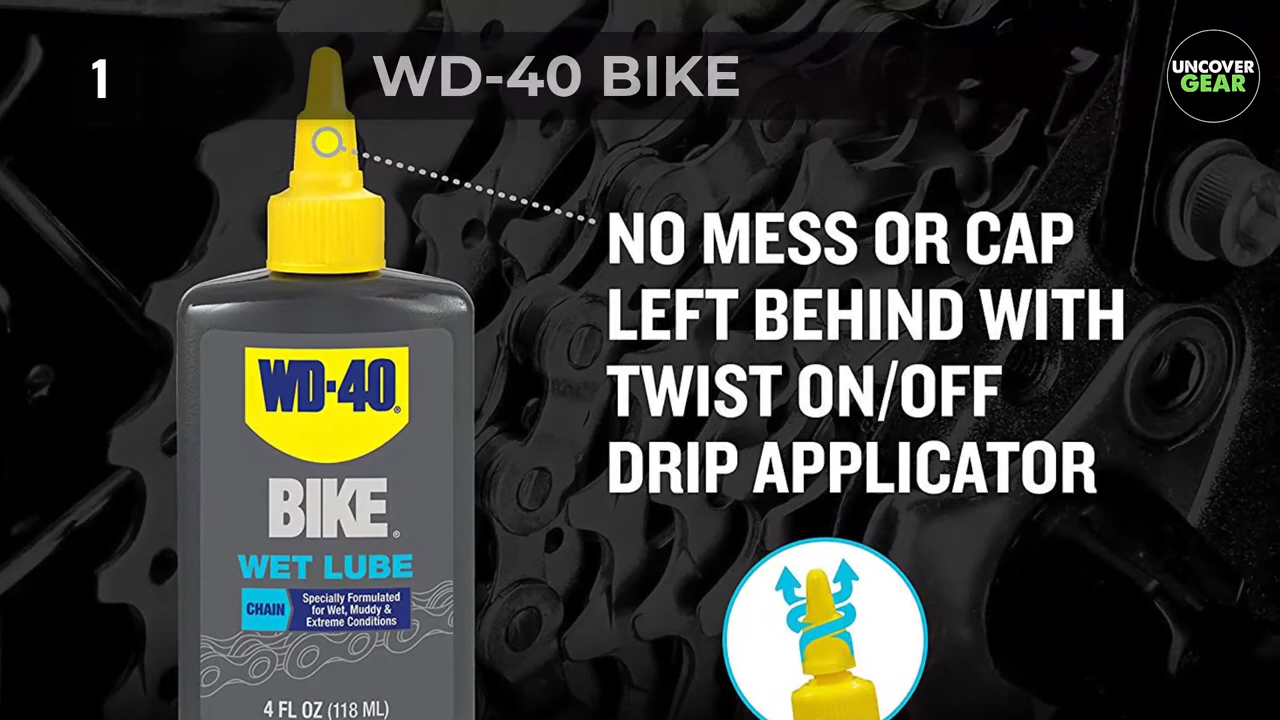 1
WD-40 BIKE
UNCOVER
GEAR
NO MESS OR CAP
LEFT BEHIND WITH
TWIST ON/OFF
DRIP APPLICATOR
WD-40®
BIKE®
WET LUBE
CHAIN
Specially Formulated
for Wet, Muddy &
Extreme Conditions
4 FL OZ (118 ML)